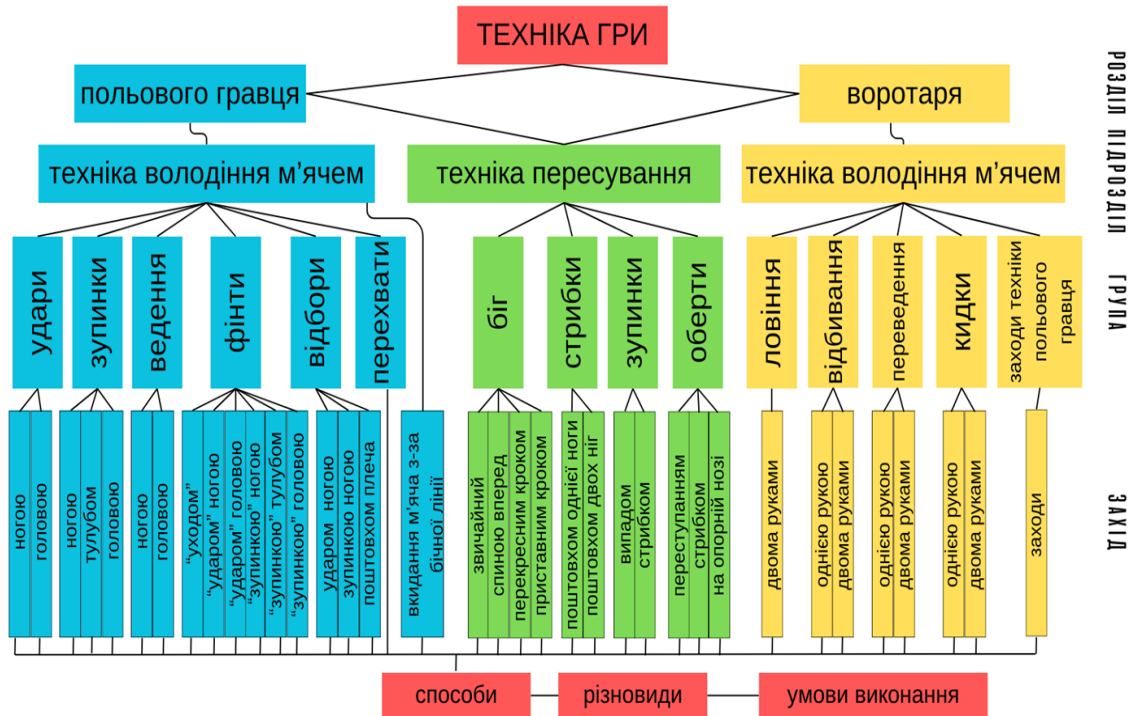 ТЕХНІКА ГРИ
польового гравця
воротаря
техніка володіння м’ячем
техніка пересування
техніка володіння м’ячем
удари
зупинки
ведення
фінти
відбори
перехвати
біг
стрибки
зупинки
оберти
ловіння
відбивання
переведення
кидки
заходи техніки
польового
гравця
ногою
головою
ногою
тулубом
головою
ногою
головою
“уходом”
“ударом” ногою
“ударом” головою
“зупинкою” ногою
“зупинкою” тулубом
“зупинкою” головою
ударом ногою
зупинкою ногою
поштовхом плеча
вкидання м’яча з-за
бічної лінії
звичайний
спиною вперед
перекресним кроком
приставним кроком
поштовхом однієї ноги
поштовхом двох ніг
випадом
стрибком
переступанням
стрибком
на опорній нозі
двома руками
однією рукою
двома руками
однією рукою
двома руками
однією рукою
двома руками
заходи
способи
різновиди
умови виконання
РОЗДІЛ
ПІДРОЗДІЛ
ГРУПА
ЗАХІД